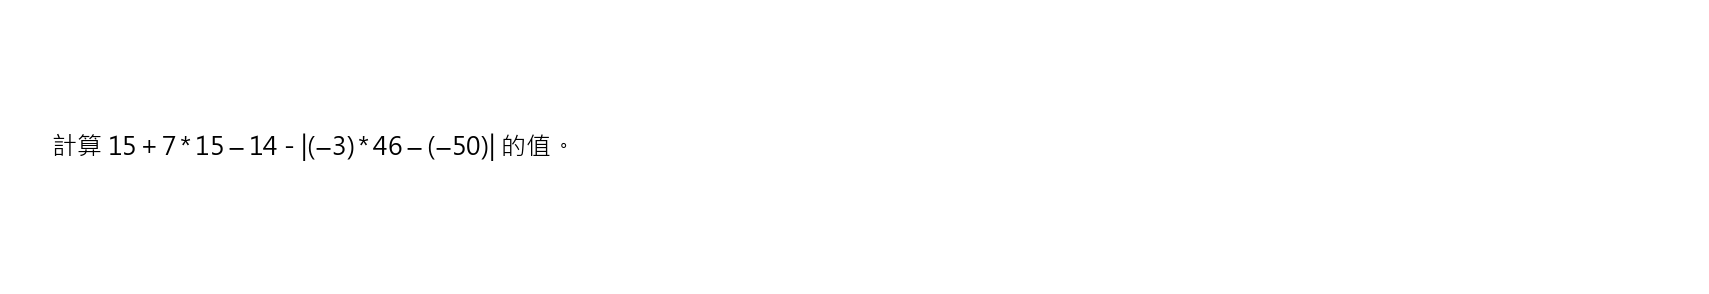 計算 15 + 7 * 15 – 14 - |(–3) * 46 – (–50)| 的值。